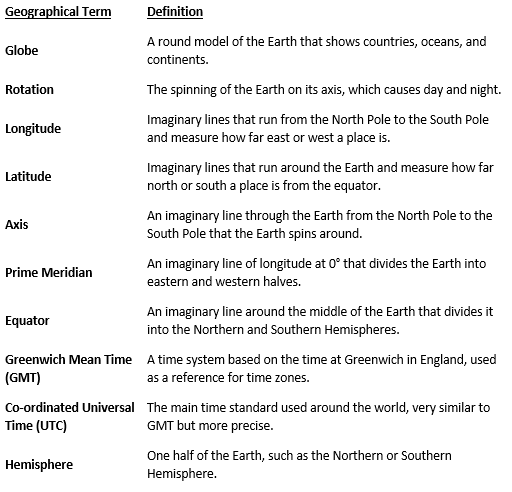 Geographical Term Definition
Globe
A round model of the Earth that shows countries, oceans, and
continents.
Rotation
The spinning of the Earth on its axis, which causes day and night.
Longitude
Imaginary lines that run from the North Pole to the South Pole
and measure how far east or west a place is.
Latitude
Imaginary lines that run around the Earth and measure how far
north or south a place is from the equator.
Axis
An imaginary line through the Earth from the North Pole to the
South Pole that the Earth spins around.
Prime Meridian
An imaginary line of longitude at 0° that divides the Earth into
eastern and western halves.
Equator
An imaginary line around the middle of the Earth that divides it
into the Northern and Southern Hemispheres.
Greenwich Mean Time
(GMT)
A time system based on the time at Greenwich in England, used
as a reference for time zones.
Co-ordinated Universal
Time (UTC)
The main time standard used around the world, very similar to
GMT but more precise.
Hemisphere
One half of the Earth, such as the Northern or Southern
Hemisphere.